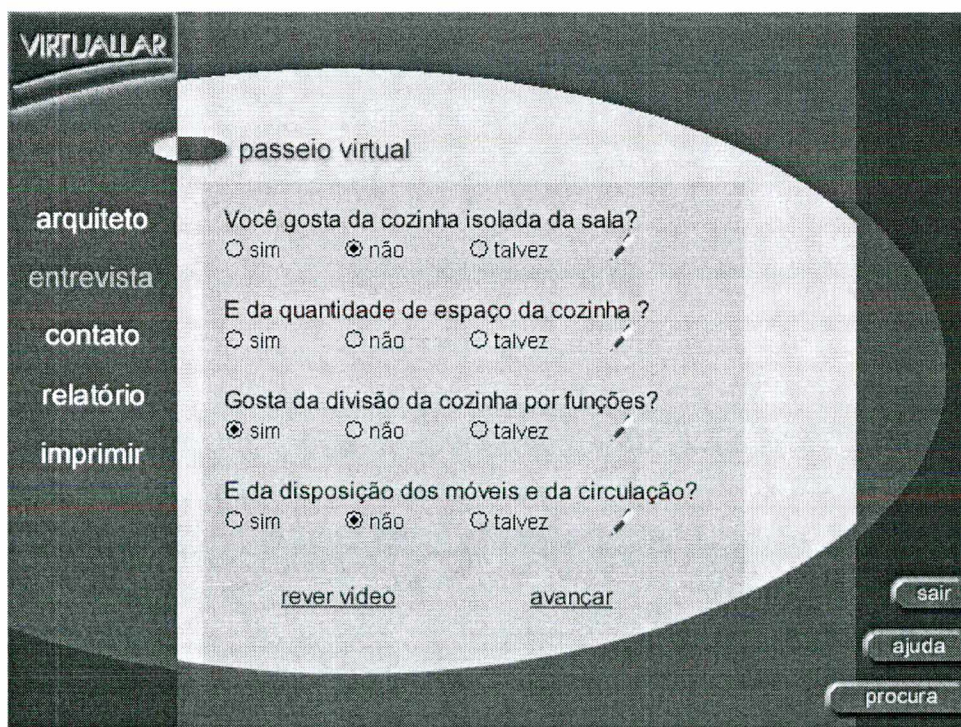 VIRTUALLAR
passeio virtual
arquiteto
entrevista
contato
relatório
imprimir
Você gosta da cozinha isolada da sala?
sim não talvez
E da quantidade de espaço da cozinha ?
sim não talvez
Gosta da divisão da cozinha por funções?
sim não talvez
E da disposição dos móveis e da circulação?
sim não talvez
rever video avançar
sair
ajuda
procura